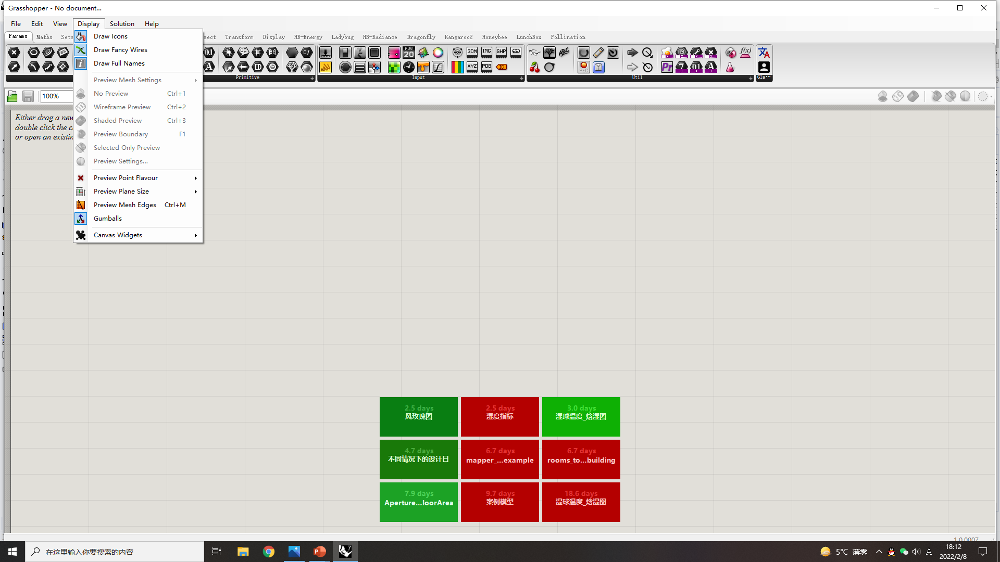 Grasshopper - No document...
File Edit View Display Solution Help
Params Maths Sets sect Transform Display HB-Energy Ladybug HB-Radiance Dragonfly Kangaroo2 Honeybee LunchBox Pollination
Draw Icons
Draw Fancy Wires
Draw Full Names
Preview Mesh Settings
No Preview Ctrl+1
Wireframe Preview Ctrl+2
Shaded Preview Ctrl+3
Preview Boundary F1
Selected Only Preview
Preview Settings...
Preview Point Flavour
Preview Plane Size
Preview Mesh Edges Ctrl+M
Gumballs
Canvas Widgets
Primitive Input Util Gla...
AUG 20
3DM IMG SHP
XYZ PDB ID
ABC
REC
f(x)
100%
Either drag a new
double click the c
or open an existin
2.5 days
风玫瑰图
2.5 days
湿度指标
3.0 days
湿球温度_焓湿图
4.7 days
不同情况下的设计日
6.7 days
mapper_...example
6.7 days
rooms_to...building
7.9 days
Aperture...loorArea
9.7 days
案例模型
18.6 days
湿球温度_焓湿图
1.0.0007
在这里输入你要搜索的内容
5°C 薄雾
A
18:12
2022/2/8